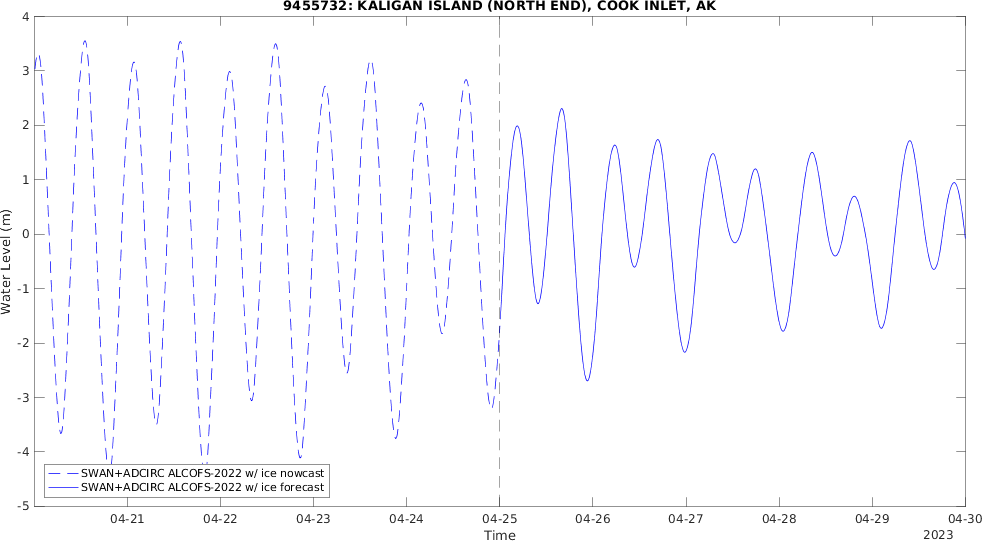 9455732: KALIGAN ISLAND (NORTH END), COOK INLET, AK
4
3
2
1
0
-1
-2
-3
-4
-5
Water Level (m)
SWAN+ADCIRC ALCOFS-2022 w/ ice nowcast
SWAN+ADCIRC ALCOFS-2022 w/ ice forecast
04-21 04-22 04-23 04-24 04-25 04-26 04-27 04-28 04-29 04-30
Time
2023